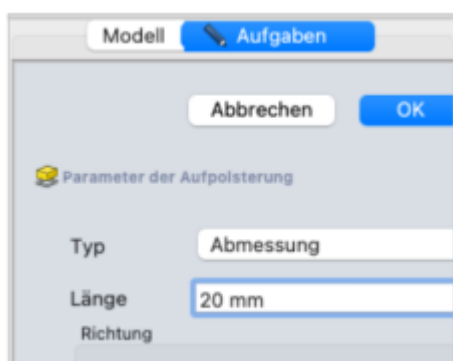 Modell Aufgaben
Abbrechen OK
Parameter der Aufpolsterung
Typ Abmessung
Länge 20 mm
Richtung